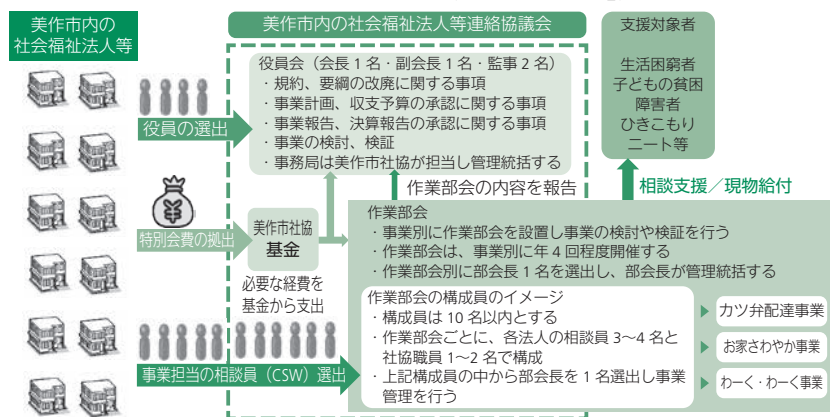 美作市内の
社会福祉法人等
美作市内の社会福祉法人等連絡協議会
支援対象者
生活困窮者
子どもの貧困
障害者
ひきこもり
ニート等
役員会（会長1名・副会長1名・監事2名）
・規約、要綱の改廃に関する事項
・事業計画、収支予算の承認に関する事項
・事業報告、決算報告の承認に関する事項
・事業の検討、検証
・事務局は美作市社協が担当し管理統括する
役員の選出
作業部会の内容を報告
相談支援／現物給付
¥
特別会費の拠出
美作市社協
基金
必要な経費を
基金から支出
作業部会
・事業別に作業部会を設置し事業の検討や検証を行う
・作業部会は、事業別に年4回程度開催する
・作業部会別に部会長1名を選出し、部会長が管理統括する
作業部会の構成員のイメージ
・構成員は10名以内とする
・作業部会ごとに、各法人の相談員3〜4名と
社協職員1〜2名で構成
・上記構成員の中から部会長を1名選出し事業
管理を行う
事業担当の相談員（CSW）選出
カツ弁配達事業
お家さわやか事業
わーく・わーく事業